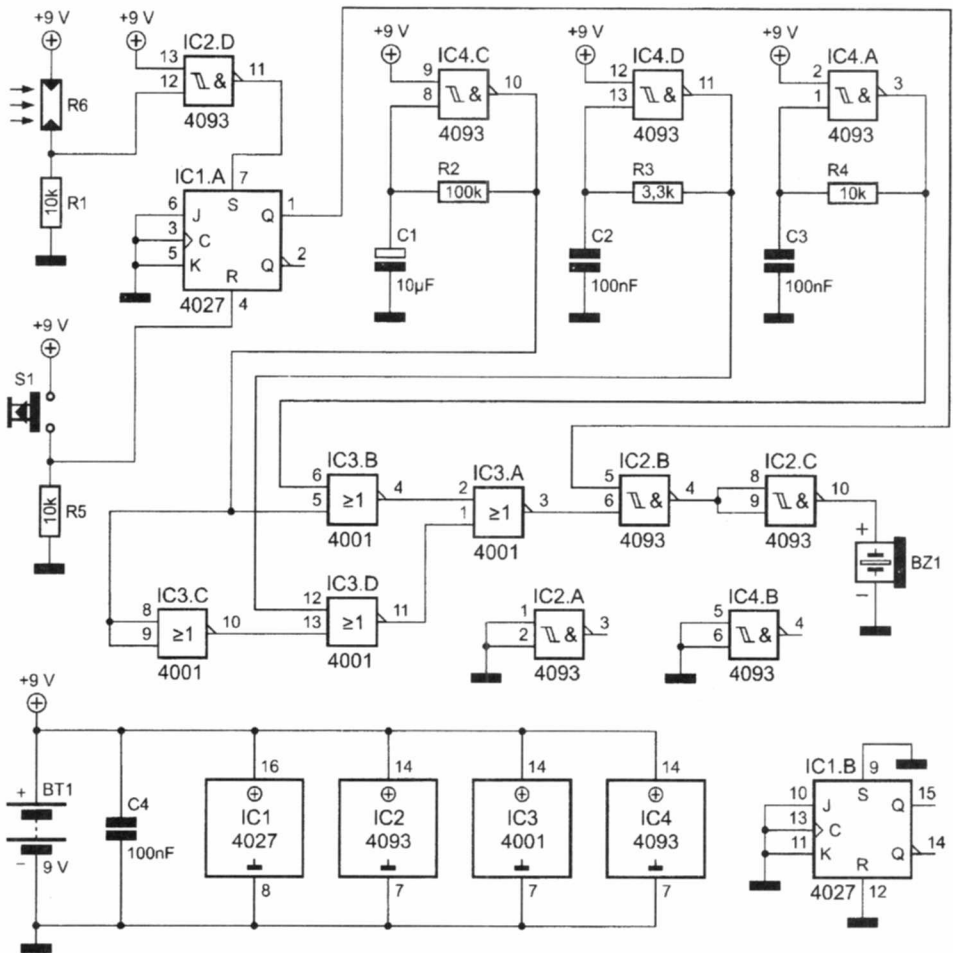 +9 V
R6
10k
R1
+9 V
IC2.D
13
12
&
11
4093
IC1.A
7
6
J
S
Q
1
3
C
5
K
Q
2
R
4027
4
+9 V
IC4.C
9
8
&
10
4093
R2
100k
C1
10µF
+9 V
IC4.D
12
13
&
11
4093
R3
3,3k
C2
100nF
+9 V
IC4.A
2
1
&
3
4093
R4
10k
C3
100nF
+9 V
S1
10k
R5
IC3.B
6
5
≥1
4
4001
IC3.A
2
1
≥1
3
4001
IC2.B
5
6
&
4
4093
IC2.C
8
9
&
10
4093
+
BZ1
−
IC3.C
8
9
≥1
10
4001
IC3.D
12
13
≥1
11
4001
IC2.A
1
2
&
3
4093
IC4.B
5
6
&
4
4093
+9 V
+
BT1
−
9 V
C4
100nF
16
IC1
4027
8
14
IC2
4093
7
14
IC3
4001
7
14
IC4
4093
7
IC1.B
9
10
J
S
Q
15
13
C
11
K
Q
14
R
4027
12